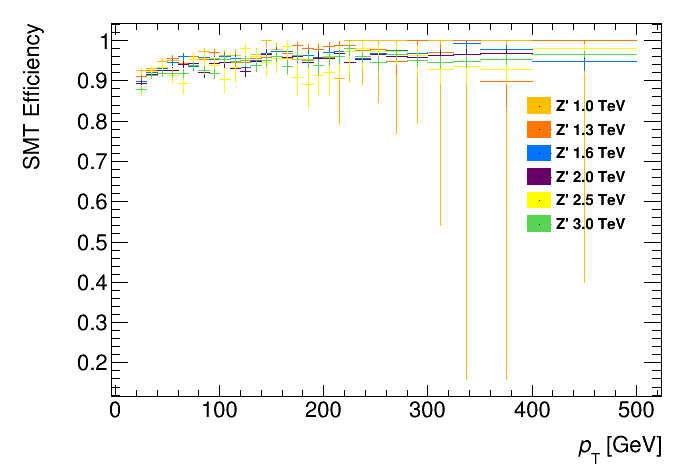 SMT Efficiency
1
0.9
0.8
0.7
0.6
0.5
0.4
0.3
0.2
Z' 1.0 TeV
Z' 1.3 TeV
Z' 1.6 TeV
Z' 2.0 TeV
Z' 2.5 TeV
Z' 3.0 TeV
0 100 200 300 400 500
p_T [GeV]